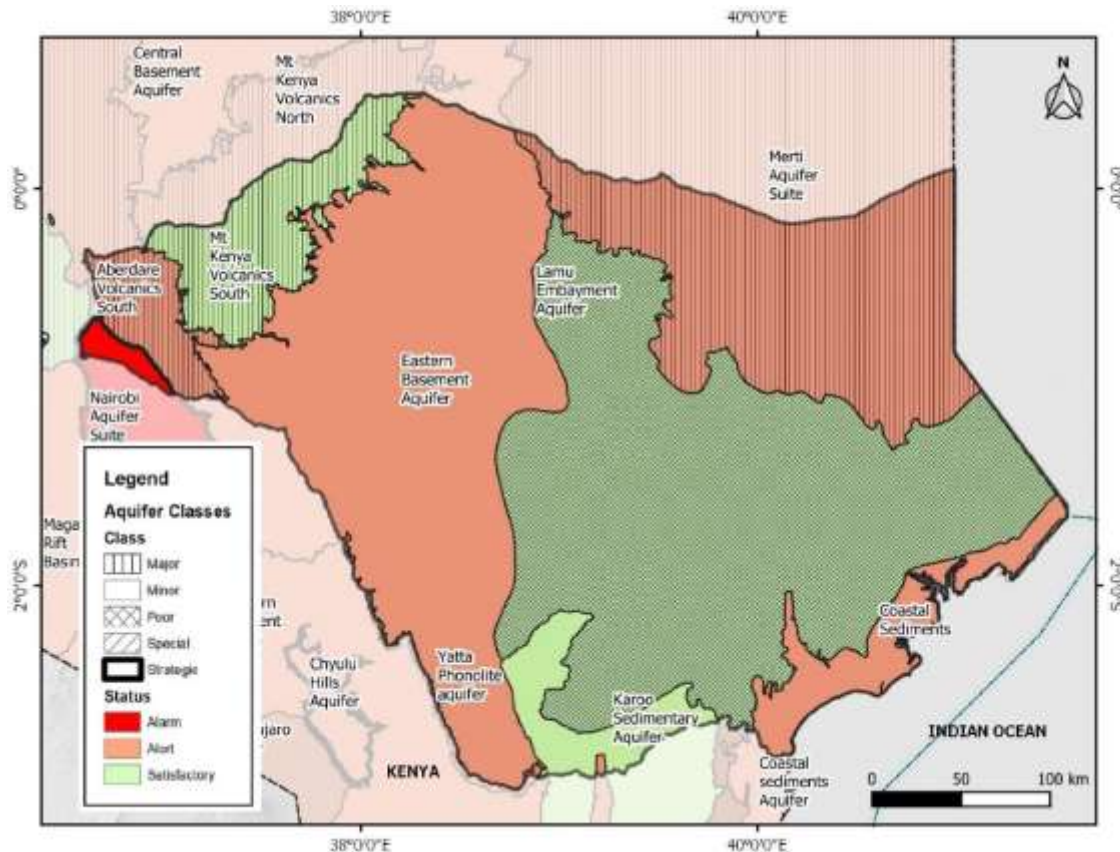 38°0'0"E
40°0'0"E
Central
Basement
Aquifer
Mt
Kenya
Volcanics
North
N
Merti
Aquifer
Suite
0°0'0"
0°0'0"
Mt
Kenya
Volcanics
South
Aberdare
Volcanics
South
Lamu
Embayment
Aquifer
Eastern
Basement
Aquifer
Nairobi
Aquifer
Suite
Legend
Aquifer Classes
Class
Major
Minor
Poor
Special
Strategic
Status
Alarm
Alert
Satisfactory
Maga
Rift
Basin
2°0'0"S
2°0'0"S
Coastal
Sediments
Chyulu
Hills
Aquifer
Yatta
Phonolite
aquifer
Karoo
Sedimentary
Aquifer
INDIAN OCEAN
KENYA
Coastal
sediments
Aquifer
0 50 100 km
38°0'0"E
40°0'0"E